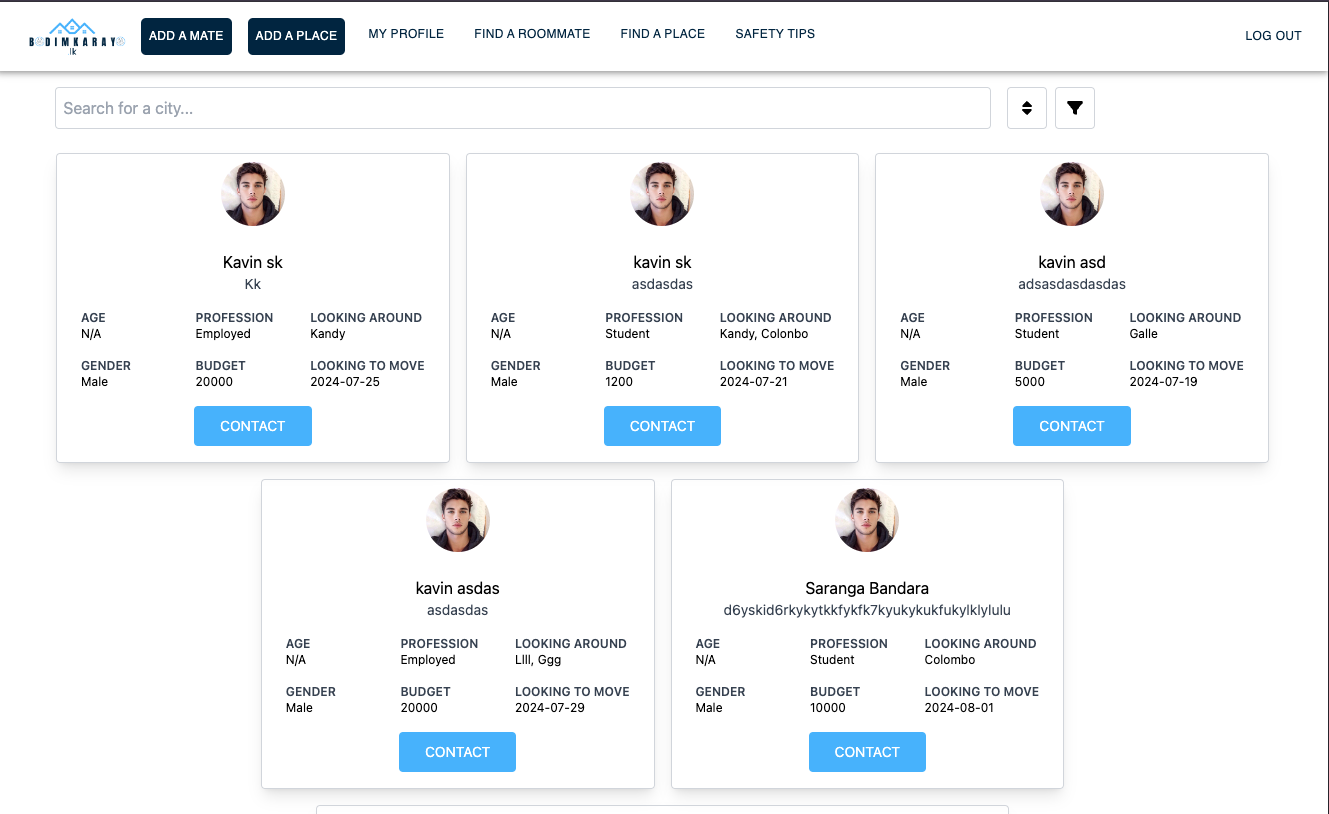 BODIMKARAYO
lk
ADD A MATE
ADD A PLACE
MY PROFILE
FIND A ROOMMATE
FIND A PLACE
SAFETY TIPS
LOG OUT
Search for a city...
Kavin sk
Kk
AGE PROFESSION LOOKING AROUND
N/A Employed Kandy
GENDER BUDGET LOOKING TO MOVE
Male 20000 2024-07-25
CONTACT
kavin sk
asdasdas
AGE PROFESSION LOOKING AROUND
N/A Student Kandy, Colonbo
GENDER BUDGET LOOKING TO MOVE
Male 1200 2024-07-21
CONTACT
kavin asd
adsasdasdasdas
AGE PROFESSION LOOKING AROUND
N/A Student Galle
GENDER BUDGET LOOKING TO MOVE
Male 5000 2024-07-19
CONTACT
kavin asdas
asdasdas
AGE PROFESSION LOOKING AROUND
N/A Employed Llll, Ggg
GENDER BUDGET LOOKING TO MOVE
Male 20000 2024-07-29
CONTACT
Saranga Bandara
d6yskid6rkykytkkfykfk7kyukykukfukylklylulu
AGE PROFESSION LOOKING AROUND
N/A Student Colombo
GENDER BUDGET LOOKING TO MOVE
Male 10000 2024-08-01
CONTACT